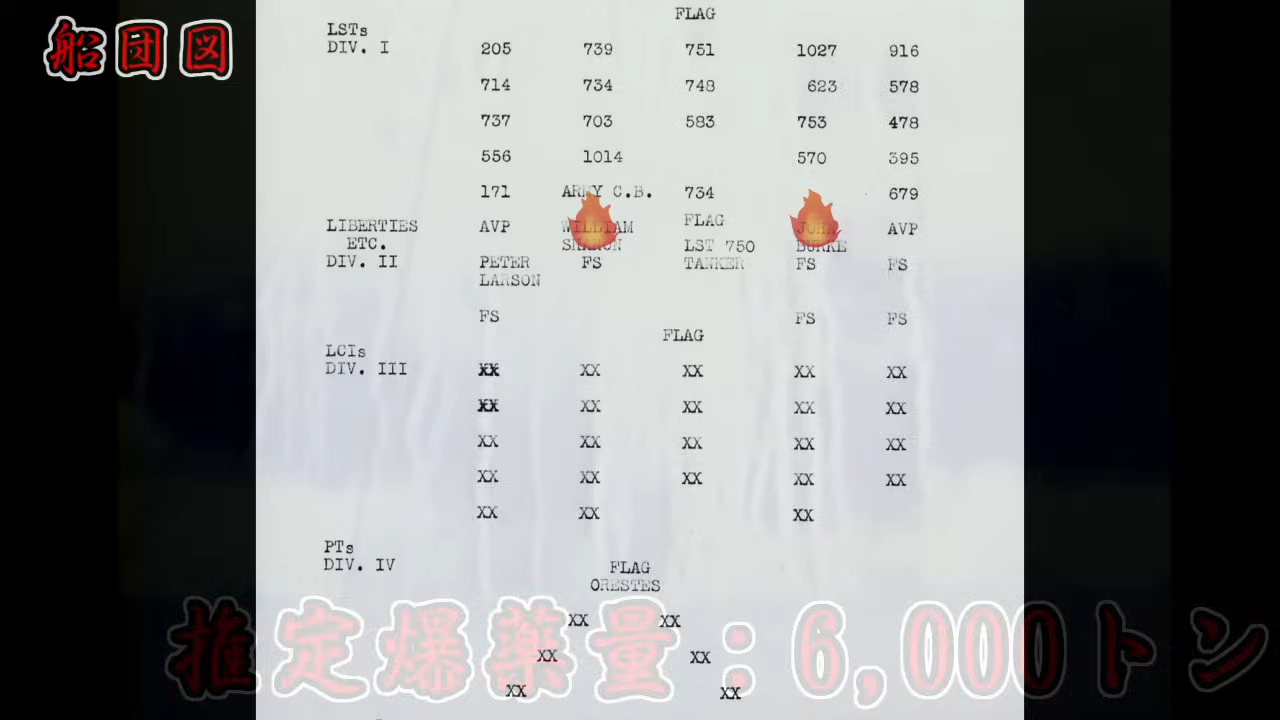 船団図
FLAG
LSTs
DIV. I 205 739 751 1027 916
714 734 748 623 578
737 703 583 753 478
556 1014 570 395
171 ARMY C.B. 734 679
LIBERTIES AVP WILLIAM FLAG JOHN AVP
ETC. SHARON LST 750 BURKE
DIV. II PETER FS TANKER FS FS
LARSON
FS FS FS
FLAG
LCIs
DIV. III XX XX XX XX XX
XX XX XX XX XX
XX XX XX XX XX
XX XX XX XX XX
XX XX XX
PTs
DIV. IV FLAG
ORESTES
XX XX
XX XX
XX XX
推定爆薬量：6,000トン